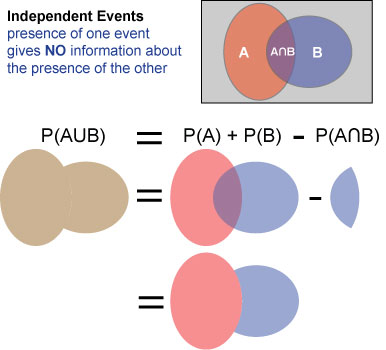 Independent Events
presence of one event
gives NO information about
the presence of the other
A A∩B B
P(AUB) = P(A) + P(B) - P(A∩B)
= -
=